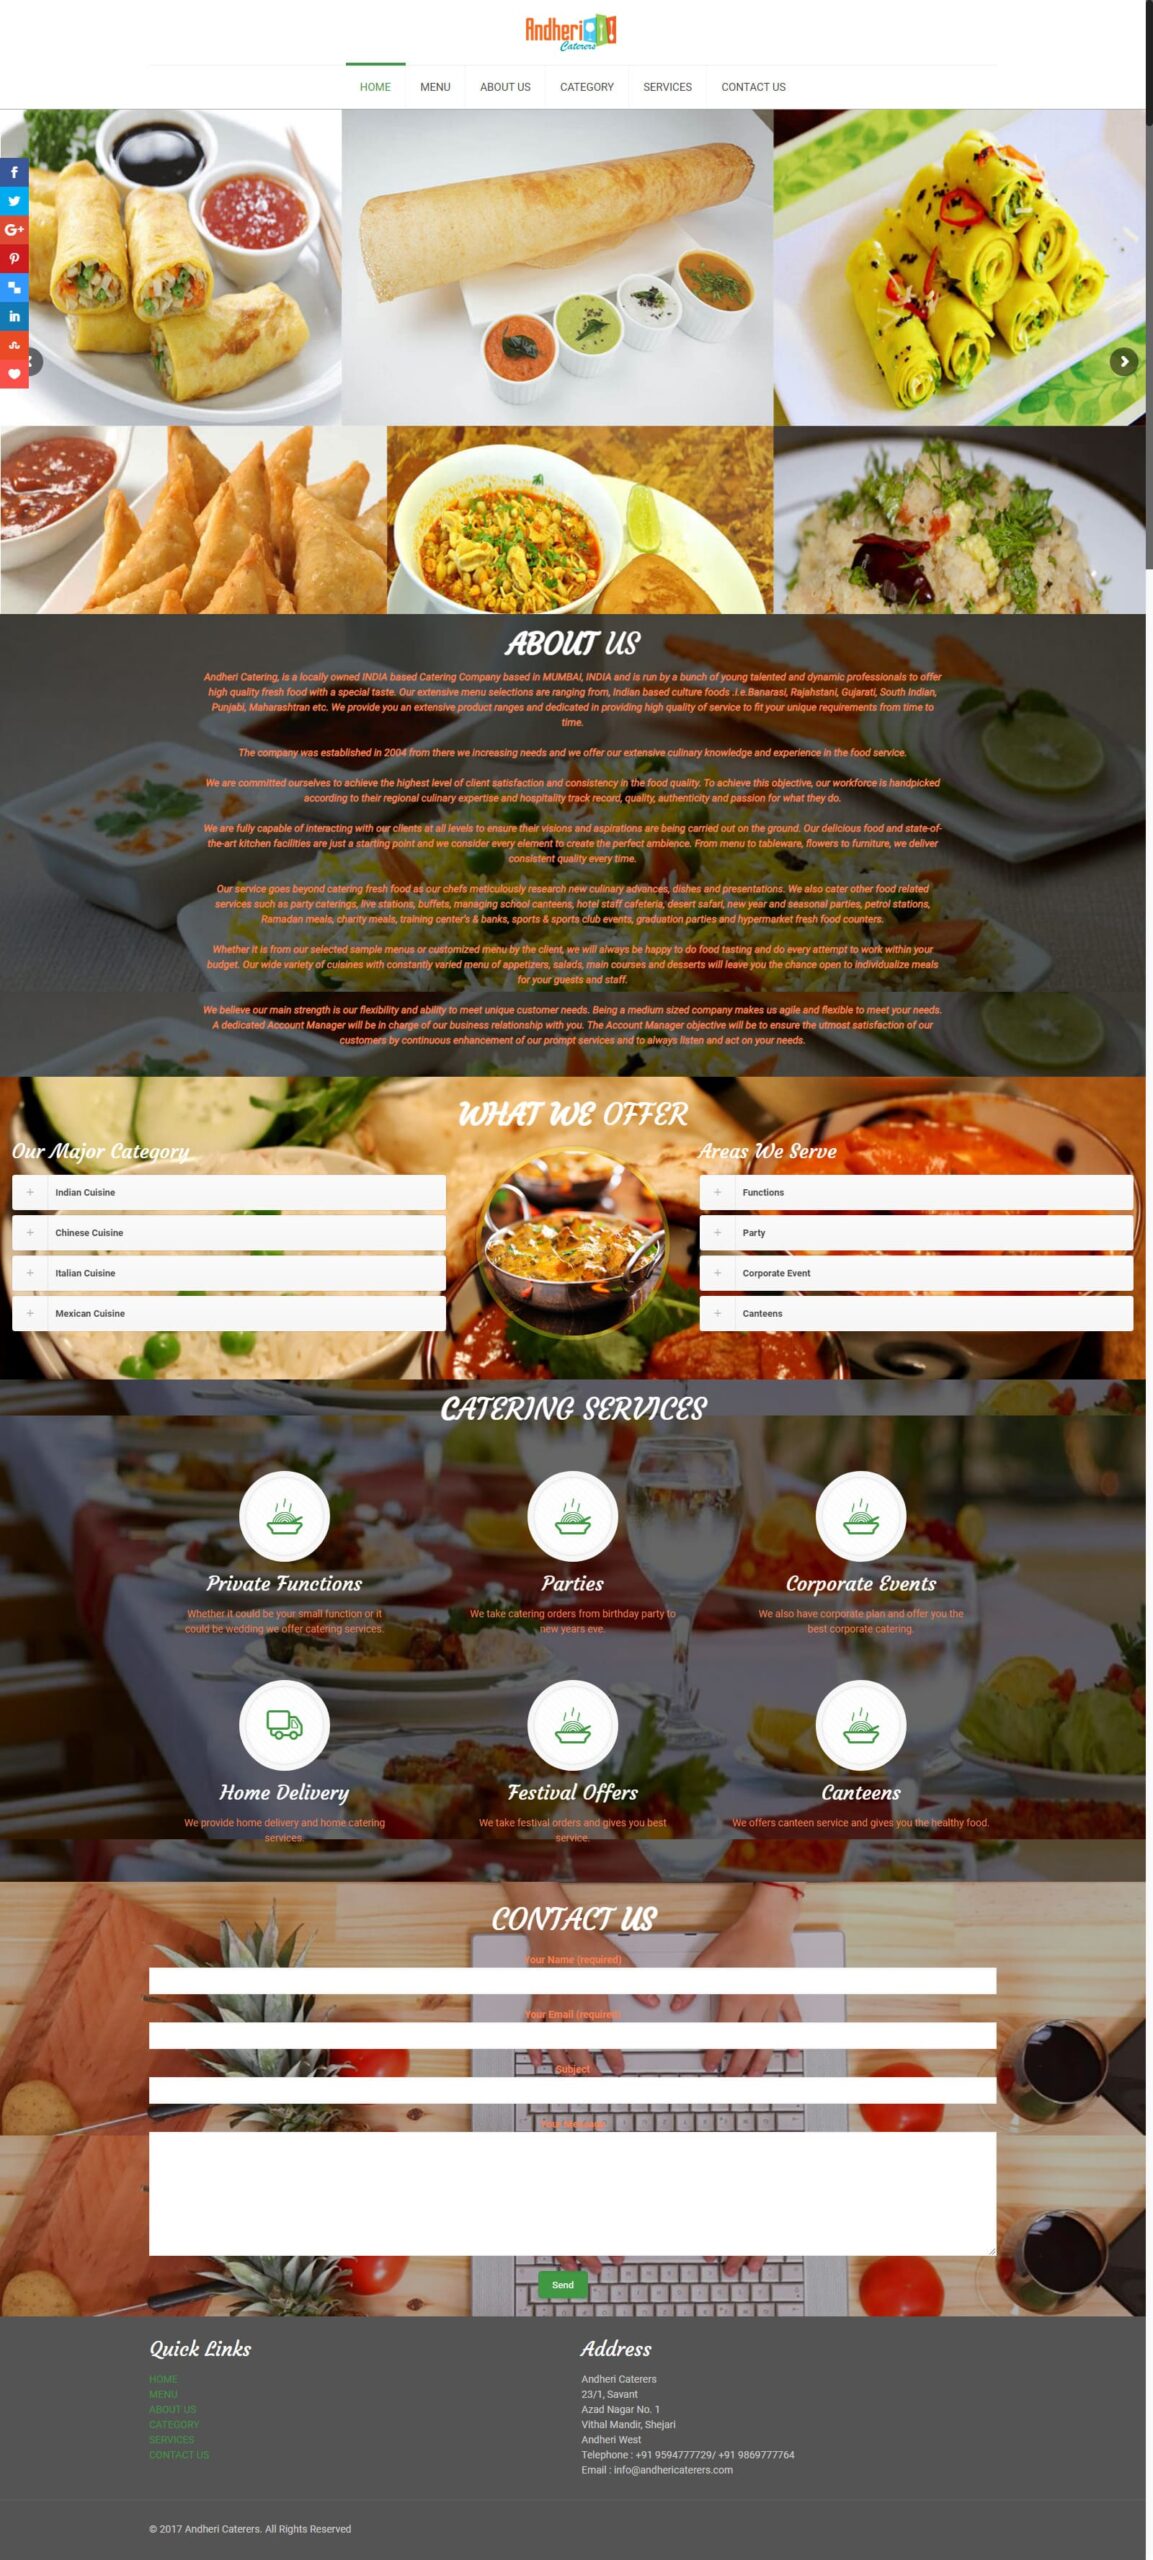 Andheri
Caterers
HOME
MENU
ABOUT US
CATEGORY
SERVICES
CONTACT US
ABOUT US
Andheri Catering, is a locally owned INDIA based Catering Company based in MUMBAI, INDIA and is run by a bunch of young talented and dynamic professionals to offer
high quality fresh food with a special taste. Our extensive menu selections are ranging from, Indian based culture foods .i.e.Banarasi, Rajahstani, Gujarati, South Indian,
Punjabi, Maharashtran etc. We provide you an extensive product ranges and dedicated in providing high quality of service to fit your unique requirements from time to
time.
The company was established in 2004 from there we increasing needs and we offer our extensive culinary knowledge and experience in the food service.
We are committed ourselves to achieve the highest level of client satisfaction and consistency in the food quality. To achieve this objective, our workforce is handpicked
according to their regional culinary expertise and hospitality track record, quality, authenticity and passion for what they do.
We are fully capable of interacting with our clients at all levels to ensure their visions and aspirations are being carried out on the ground. Our delicious food and state-of-
the-art kitchen facilities are just a starting point and we consider every element to create the perfect ambience. From menu to tableware, flowers to furniture, we deliver
consistent quality every time.
Our service goes beyond catering fresh food as our chefs meticulously research new culinary advances, dishes and presentations. We also cater other food related
services such as party caterings, live stations, buffets, managing school canteens, hotel staff cafeteria, desert safari, new year and seasonal parties, petrol stations,
Ramadan meals, charity meals, training center's & banks, sports & sports club events, graduation parties and hypermarket fresh food counters.
Whether it is from our selected sample menus or customized menu by the client, we will always be happy to do food tasting and do every attempt to work within your
budget. Our wide variety of cuisines with constantly varied menu of appetizers, salads, main courses and desserts will leave you the chance open to individualize meals
for your guests and staff.
We believe our main strength is our flexibility and ability to meet unique customer needs. Being a medium sized company makes us agile and flexible to meet your needs.
A dedicated Account Manager will be in charge of our business relationship with you. The Account Manager objective will be to ensure the utmost satisfaction of our
customers by continuous enhancement of our prompt services and to always listen and act on your needs.
WHAT WE OFFER
Our Major Category
Indian Cuisine
Chinese Cuisine
Italian Cuisine
Mexican Cuisine
Areas We Serve
Functions
Party
Corporate Event
Canteens
CATERING SERVICES
Private Functions
Whether it could be your small function or it
could be wedding we offer catering services.
Parties
We take catering orders from birthday party to
new years eve.
Corporate Events
We also have corporate plan and offer you the
best corporate catering.
Home Delivery
We provide home delivery and home catering
services.
Festival Offers
We take festival orders and gives you best
service.
Canteens
We offers canteen service and gives you the healthy food.
CONTACT US
Your Name (required)
Your Email (required)
Subject
Your Message
Send
Quick Links
HOME
MENU
ABOUT US
CATEGORY
SERVICES
CONTACT US
Address
Andheri Caterers
23/1, Savant
Azad Nagar No. 1
Vithal Mandir, Shejari
Andheri West
Telephone : +91 9594777729/ +91 9869777764
Email : info@andhericaterers.com
© 2017 Andheri Caterers. All Rights Reserved